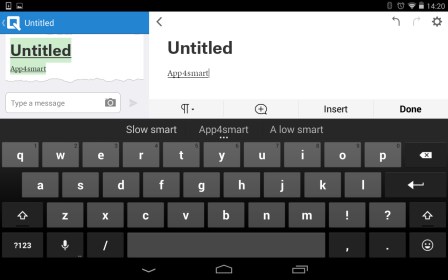 14:20
Untitled
Untitled
App4smart
Type a message
Untitled
App4smart
Insert
Done
Slow smart App4smart A low smart
q w e r t y u i o p
a s d f g h j k l
z x c v b n m ! ?
?123 / , .